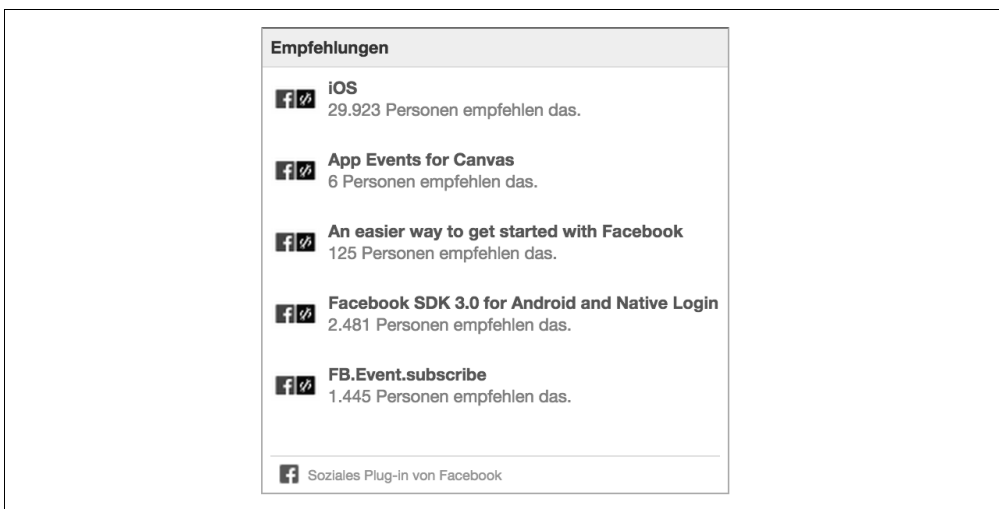 Empfehlungen
iOS
29.923 Personen empfehlen das.
App Events for Canvas
6 Personen empfehlen das.
An easier way to get started with Facebook
125 Personen empfehlen das.
Facebook SDK 3.0 for Android and Native Login
2.481 Personen empfehlen das.
FB.Event.subscribe
1.445 Personen empfehlen das.
Soziales Plug-in von Facebook